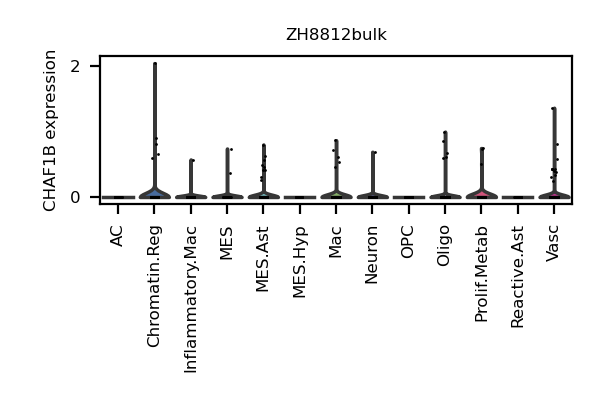 ZH8812bulk
CHAF1B expression
2
0
AC
Chromatin.Reg
Inflammatory.Mac
MES
MES.Ast
MES.Hyp
Mac
Neuron
OPC
Oligo
Prolif.Metab
Reactive.Ast
Vasc